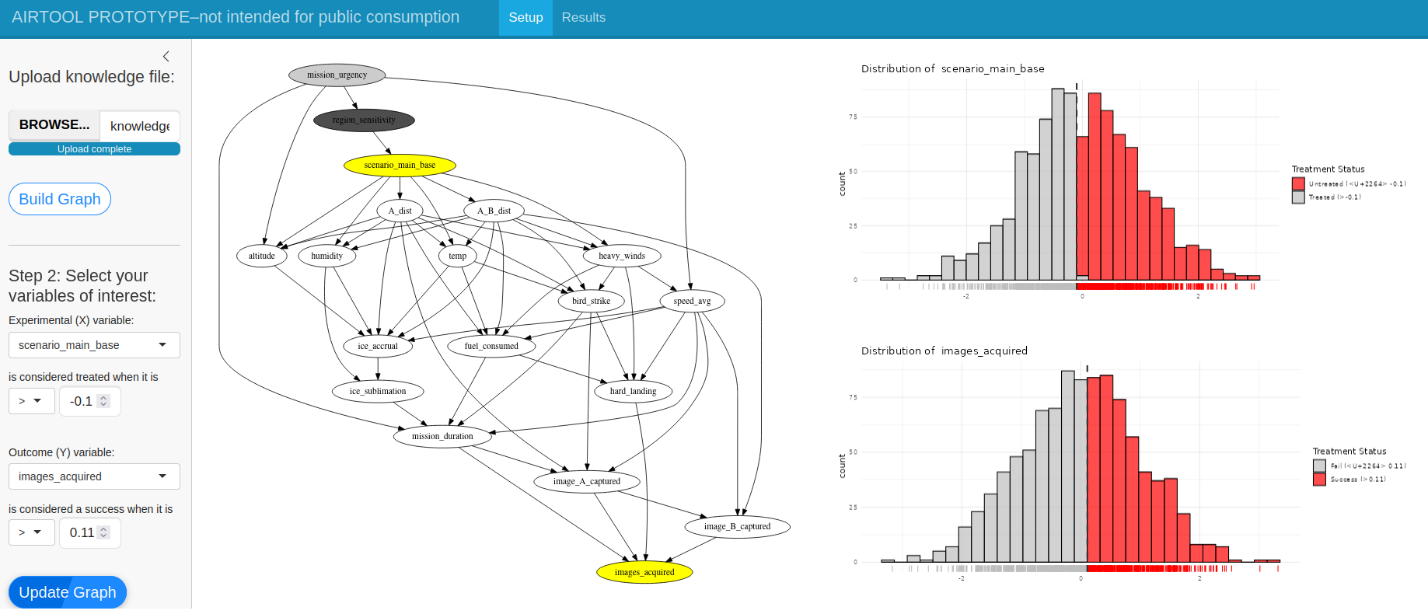 AIRTOOL PROTOTYPE–not intended for public consumption
Setup
Results
Upload knowledge file:
BROWSE...
knowledge
Upload complete
Build Graph
Step 2: Select your
variables of interest:
Experimental (X) variable:
scenario_main_base
is considered treated when it is
>
-0.1
Outcome (Y) variable:
images_acquired
is considered a success when it is
>
0.11
Update Graph
mission_urgency
region_sensitivity
scenario_main_base
A_dist
A_B_dist
altitude
humidity
temp
heavy_winds
bird_strike
speed_avg
ice_accrual
fuel_consumed
ice_sublimation
hard_landing
mission_duration
image_A_captured
image_B_captured
images_acquired
Distribution of scenario_main_base
count
75
50
25
0
-2
0
2
Treatment Status
Untreated (<U+2264> -0.1)
Treated (>-0.1)
Distribution of images_acquired
count
75
50
25
0
-2
0
2
Treatment Status
Fail (<U+2264> 0.11)
Success (>0.11)